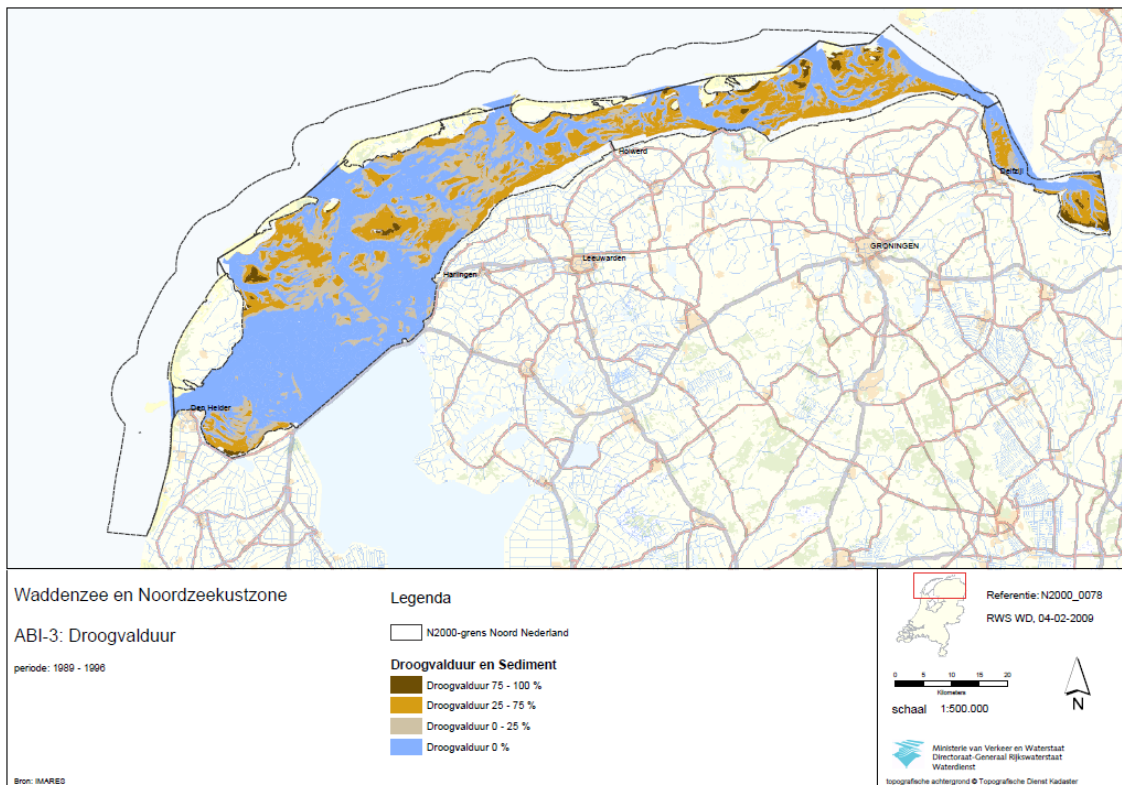 Holwerd
Delfzijl
GRONINGEN
Leeuwarden
Harlingen
Den Helder
Waddenzee en Noordzeekustzone
ABI-3: Droogvalduur
periode: 1989 - 1996
Bron: IMARES
Legenda
N2000-grens Noord Nederland
Droogvalduur en Sediment
Droogvalduur 75 - 100 %
Droogvalduur 25 - 75 %
Droogvalduur 0 - 25 %
Droogvalduur 0 %
Referentie: N2000_0078
RWS WD, 04-02-2009
0 5 10 15 20
Kilometers
schaal 1:500.000
N
Ministerie van Verkeer en Waterstaat
Directoraat-Generaal Rijkswaterstaat
Waterdienst
topografische achtergrond © Topografische Dienst Kadaster